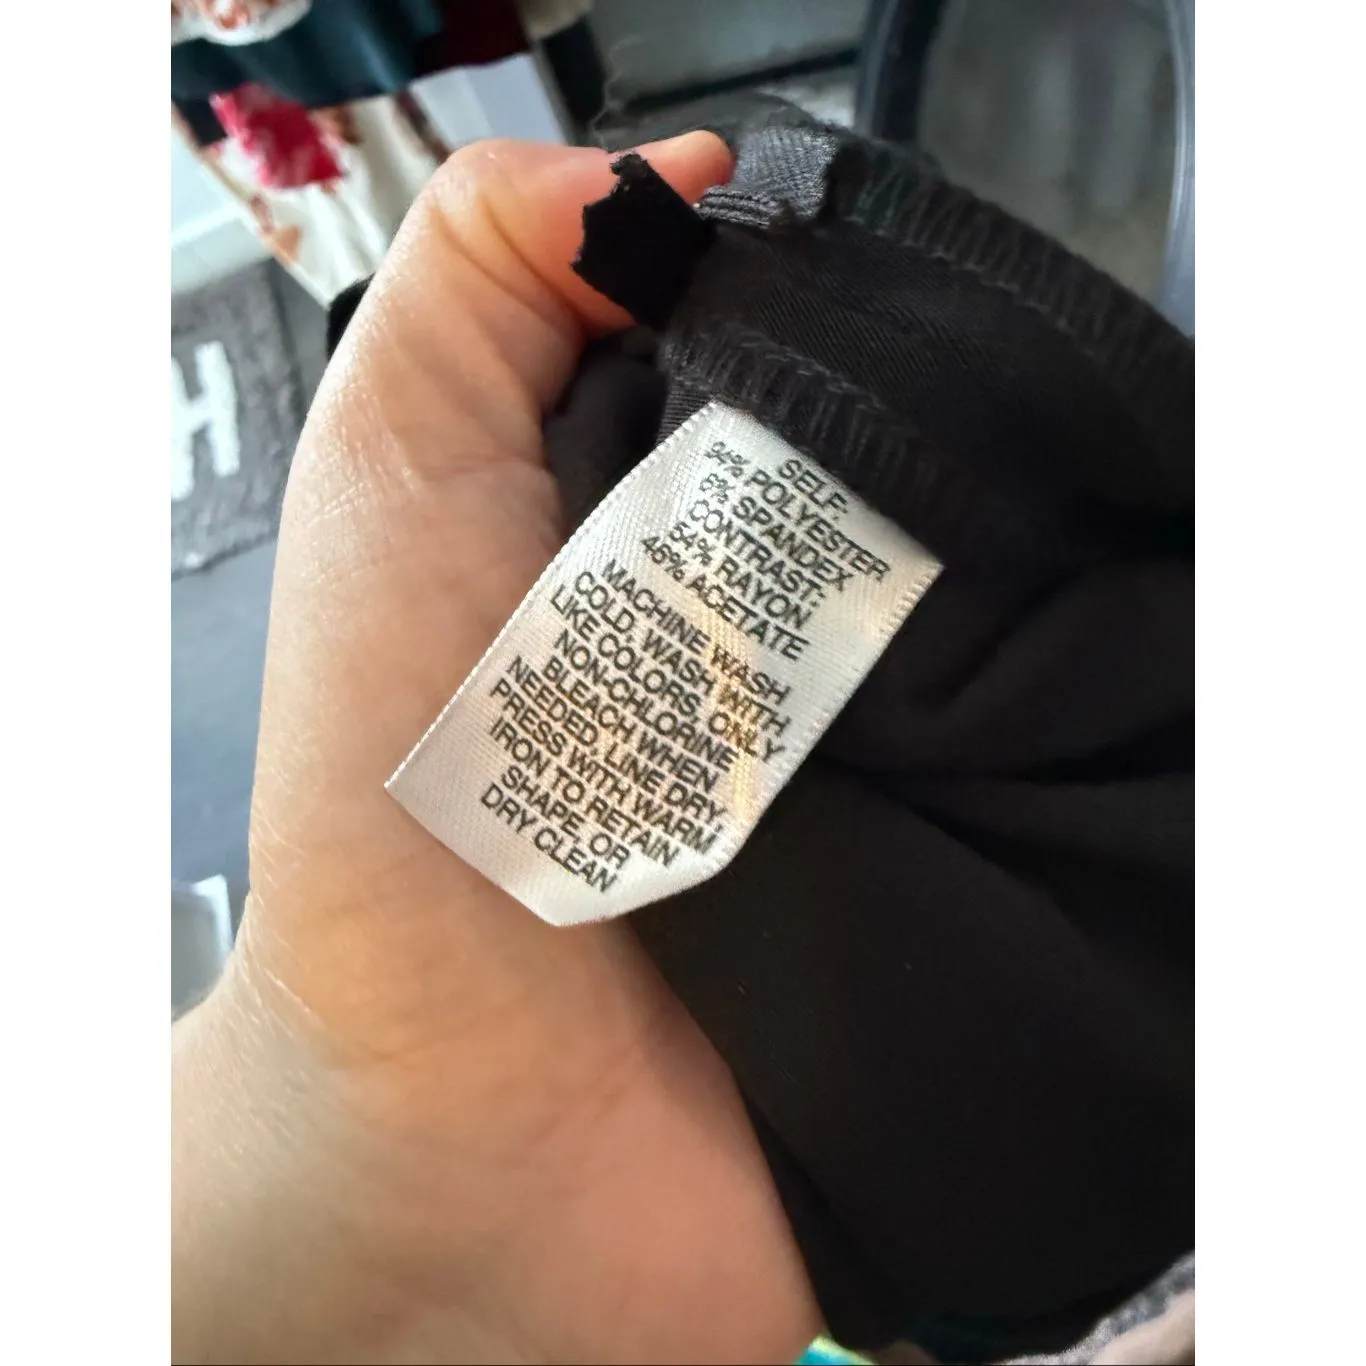 SELF:
94% POLYESTER
6% SPANDEX
CONTRAST:
54% RAYON
46% ACETATE
MACHINE WASH
COLD, WASH WITH
LIKE COLORS, ONLY
NON-CHLORINE
BLEACH WHEN
NEEDED, LINE DRY
PRESS WITH WARM
IRON TO RETAIN
SHAPE, OR
DRY CLEAN
H